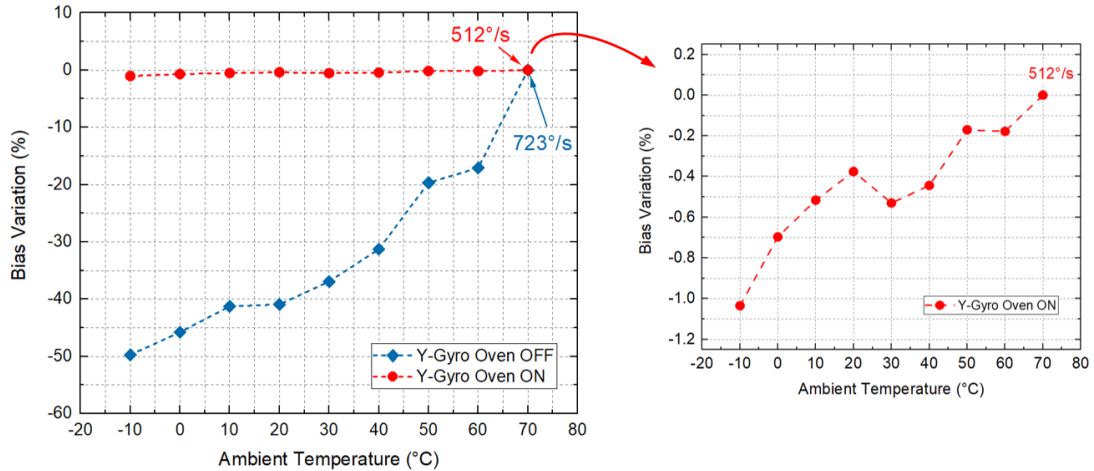 10
0
-10
-20
-30
-40
-50
-60
Bias Variation (%)
512°/s
723°/s
Y-Gyro Oven OFF
Y-Gyro Oven ON
-20 -10 0 10 20 30 40 50 60 70 80
Ambient Temperature (°C)
0.2
0.0
-0.2
-0.4
-0.6
-0.8
-1.0
-1.2
Bias Variation (%)
512°/s
Y-Gyro Oven ON
-20 -10 0 10 20 30 40 50 60 70 80
Ambient Temperature (°C)